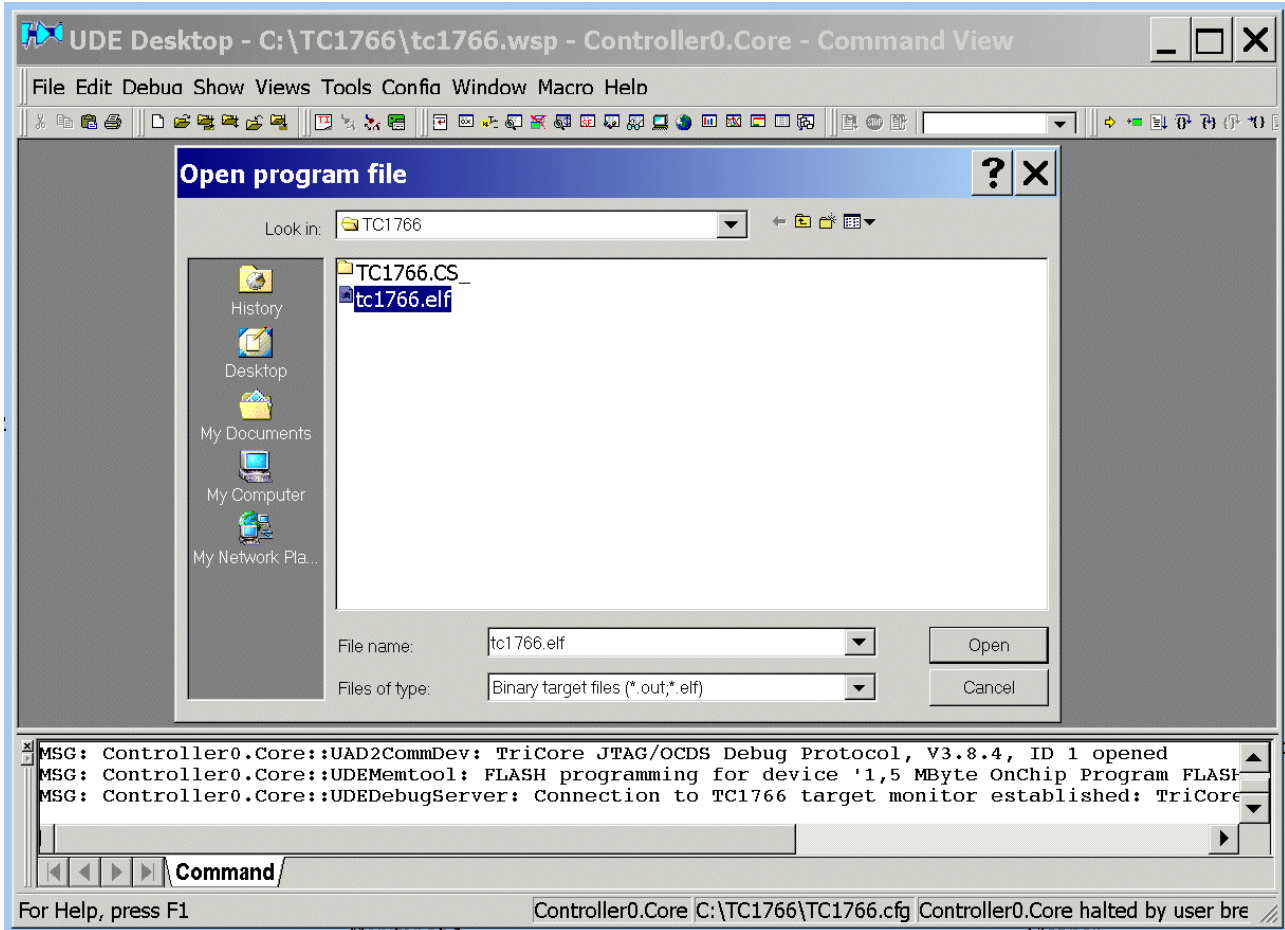 UDE Desktop - C:\TC1766\tc1766.wsp - Controller0.Core - Command View
File Edit Debug Show Views Tools Config Window Macro Help
Open program file
Look in: TC1766
TC1766.CS_
tc1766.elf
History
Desktop
My Documents
My Computer
My Network Pla...
File name: tc1766.elf Open
Files of type: Binary target files (*.out;*.elf) Cancel
MSG: Controller0.Core::UAD2CommDev: TriCore JTAG/OCDS Debug Protocol, V3.8.4, ID 1 opened
MSG: Controller0.Core::UDEMemtool: FLASH programming for device '1,5 MByte OnChip Program FLASH
MSG: Controller0.Core::UDEDebugServer: Connection to TC1766 target monitor established: TriCore
Command
For Help, press F1 Controller0.Core C:\TC1766\TC1766.cfg Controller0.Core halted by user bre